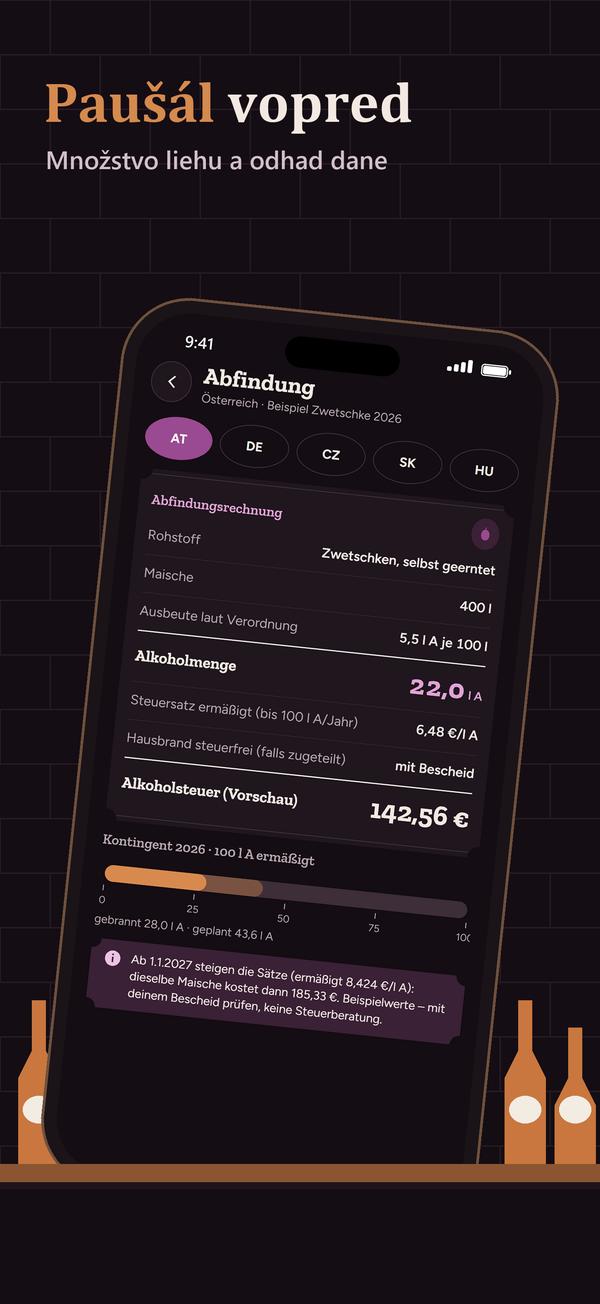 Paušál vopred
Množstvo liehu a odhad dane
9:41
Abfindung
Österreich · Beispiel Zwetschke 2026
AT
DE
CZ
SK
HU
Abfindungsrechnung
Rohstoff
Zwetschken, selbst geerntet
Maische
400 l
Ausbeute laut Verordnung
5,5 l A je 100 l
Alkoholmenge
22,0 l A
Steuersatz ermäßigt (bis 100 l A/Jahr)
6,48 €/l A
Hausbrand steuerfrei (falls zugeteilt)
mit Bescheid
Alkoholsteuer (Vorschau)
142,56 €
Kontingent 2026 · 100 l A ermäßigt
0
25
50
75
gebrannt 28,0 l A · geplant 43,6 l A
Ab 1.1.2027 steigen die Sätze (ermäßigt 8,424 €/l A):
dieselbe Maische kostet dann 185,33 €. Beispielwerte – mit
deinem Bescheid prüfen, keine Steuerberatung.